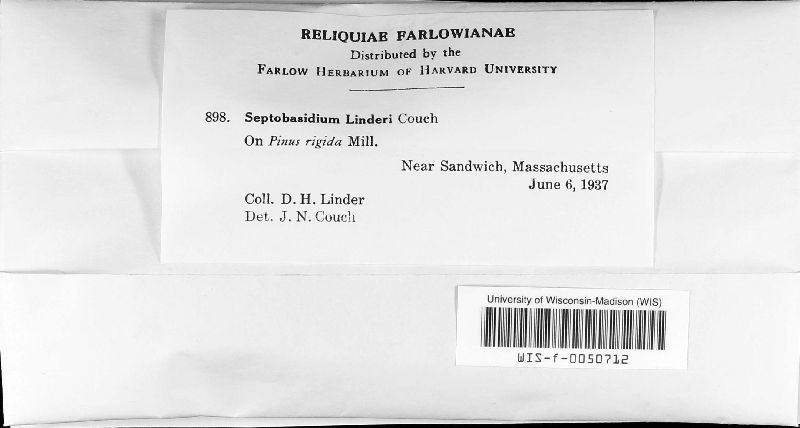 RELIQUIAE FARLOWIANAE
Distributed by the
FARLOW HERBARIUM OF HARVARD UNIVERSITY
898. Septobasidium Linderi Couch
On Pinus rigida Mill.
Near Sandwich, Massachusetts
June 6, 1937
Coll. D. H. Linder
Det. J. N. Couch
University of Wisconsin-Madison (WIS)
WIS-f-0050712